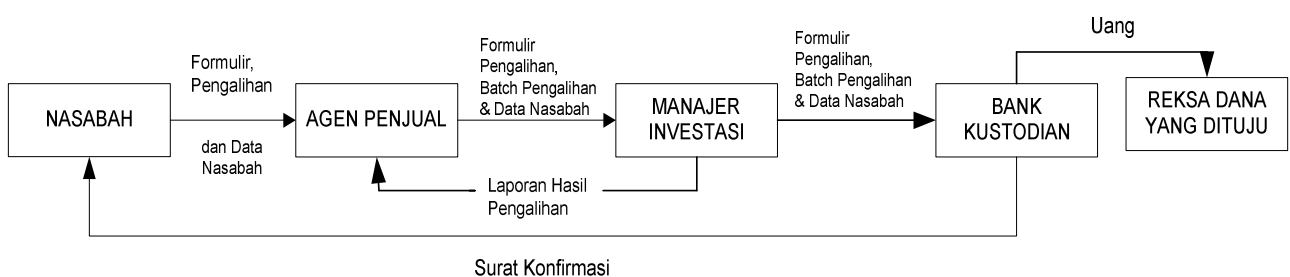 Uang
Formulir,
Pengalihan
Formulir
Pengalihan,
Batch Pengalihan
& Data Nasabah
Formulir
Pengalihan,
Batch Pengalihan
& Data Nasabah
NASABAH
AGEN PENJUAL
MANAJER
INVESTASI
BANK
KUSTODIAN
REKSA DANA
YANG DITUJU
dan Data
Nasabah
Laporan Hasil
Pengalihan
Surat Konfirmasi